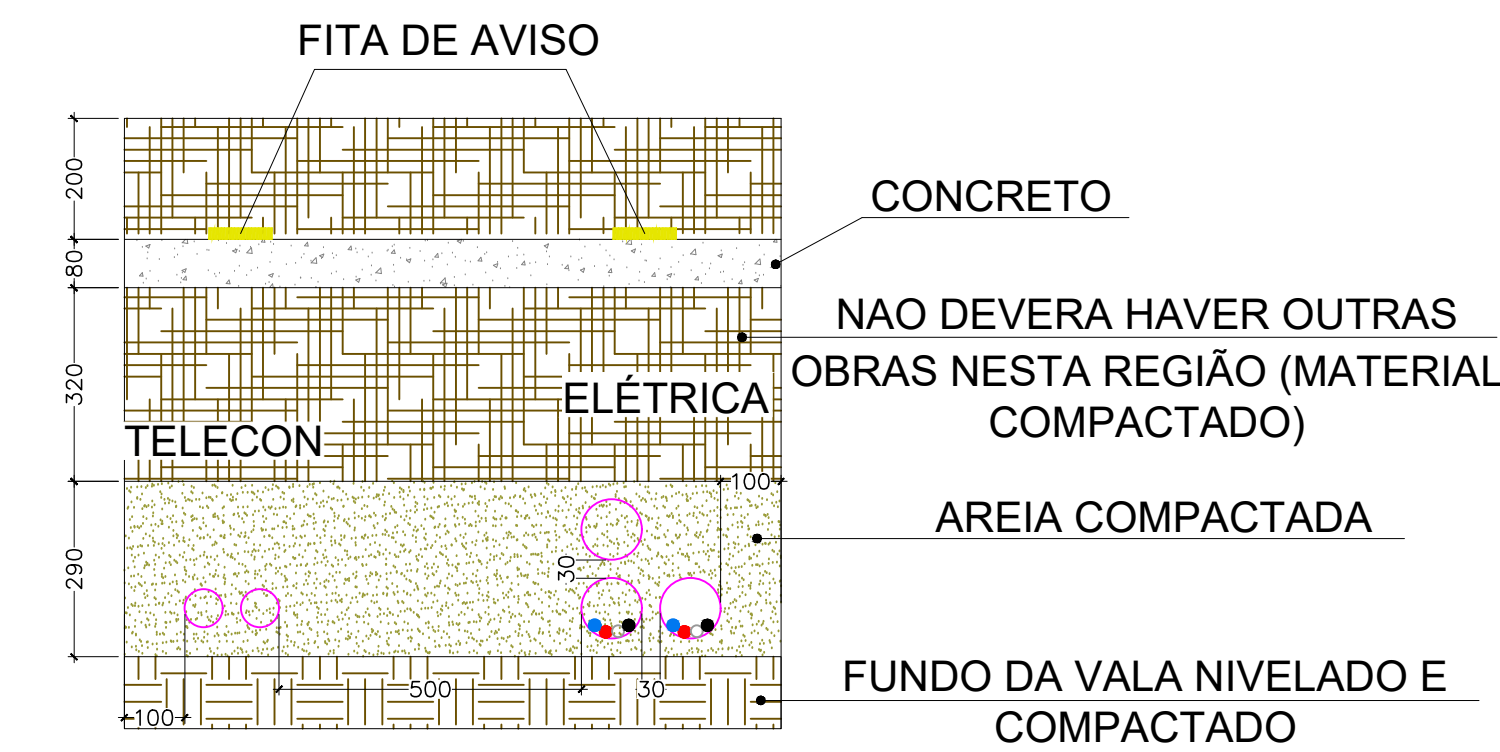 FITA DE AVISO
200
CONCRETO
80
NAO DEVERA HAVER OUTRAS
OBRAS NESTA REGIÃO (MATERIAL
COMPACTADO)
320
ELÉTRICA
TELECON
100
AREIA COMPACTADA
290
30
FUNDO DA VALA NIVELADO E
COMPACTADO
500
30
100